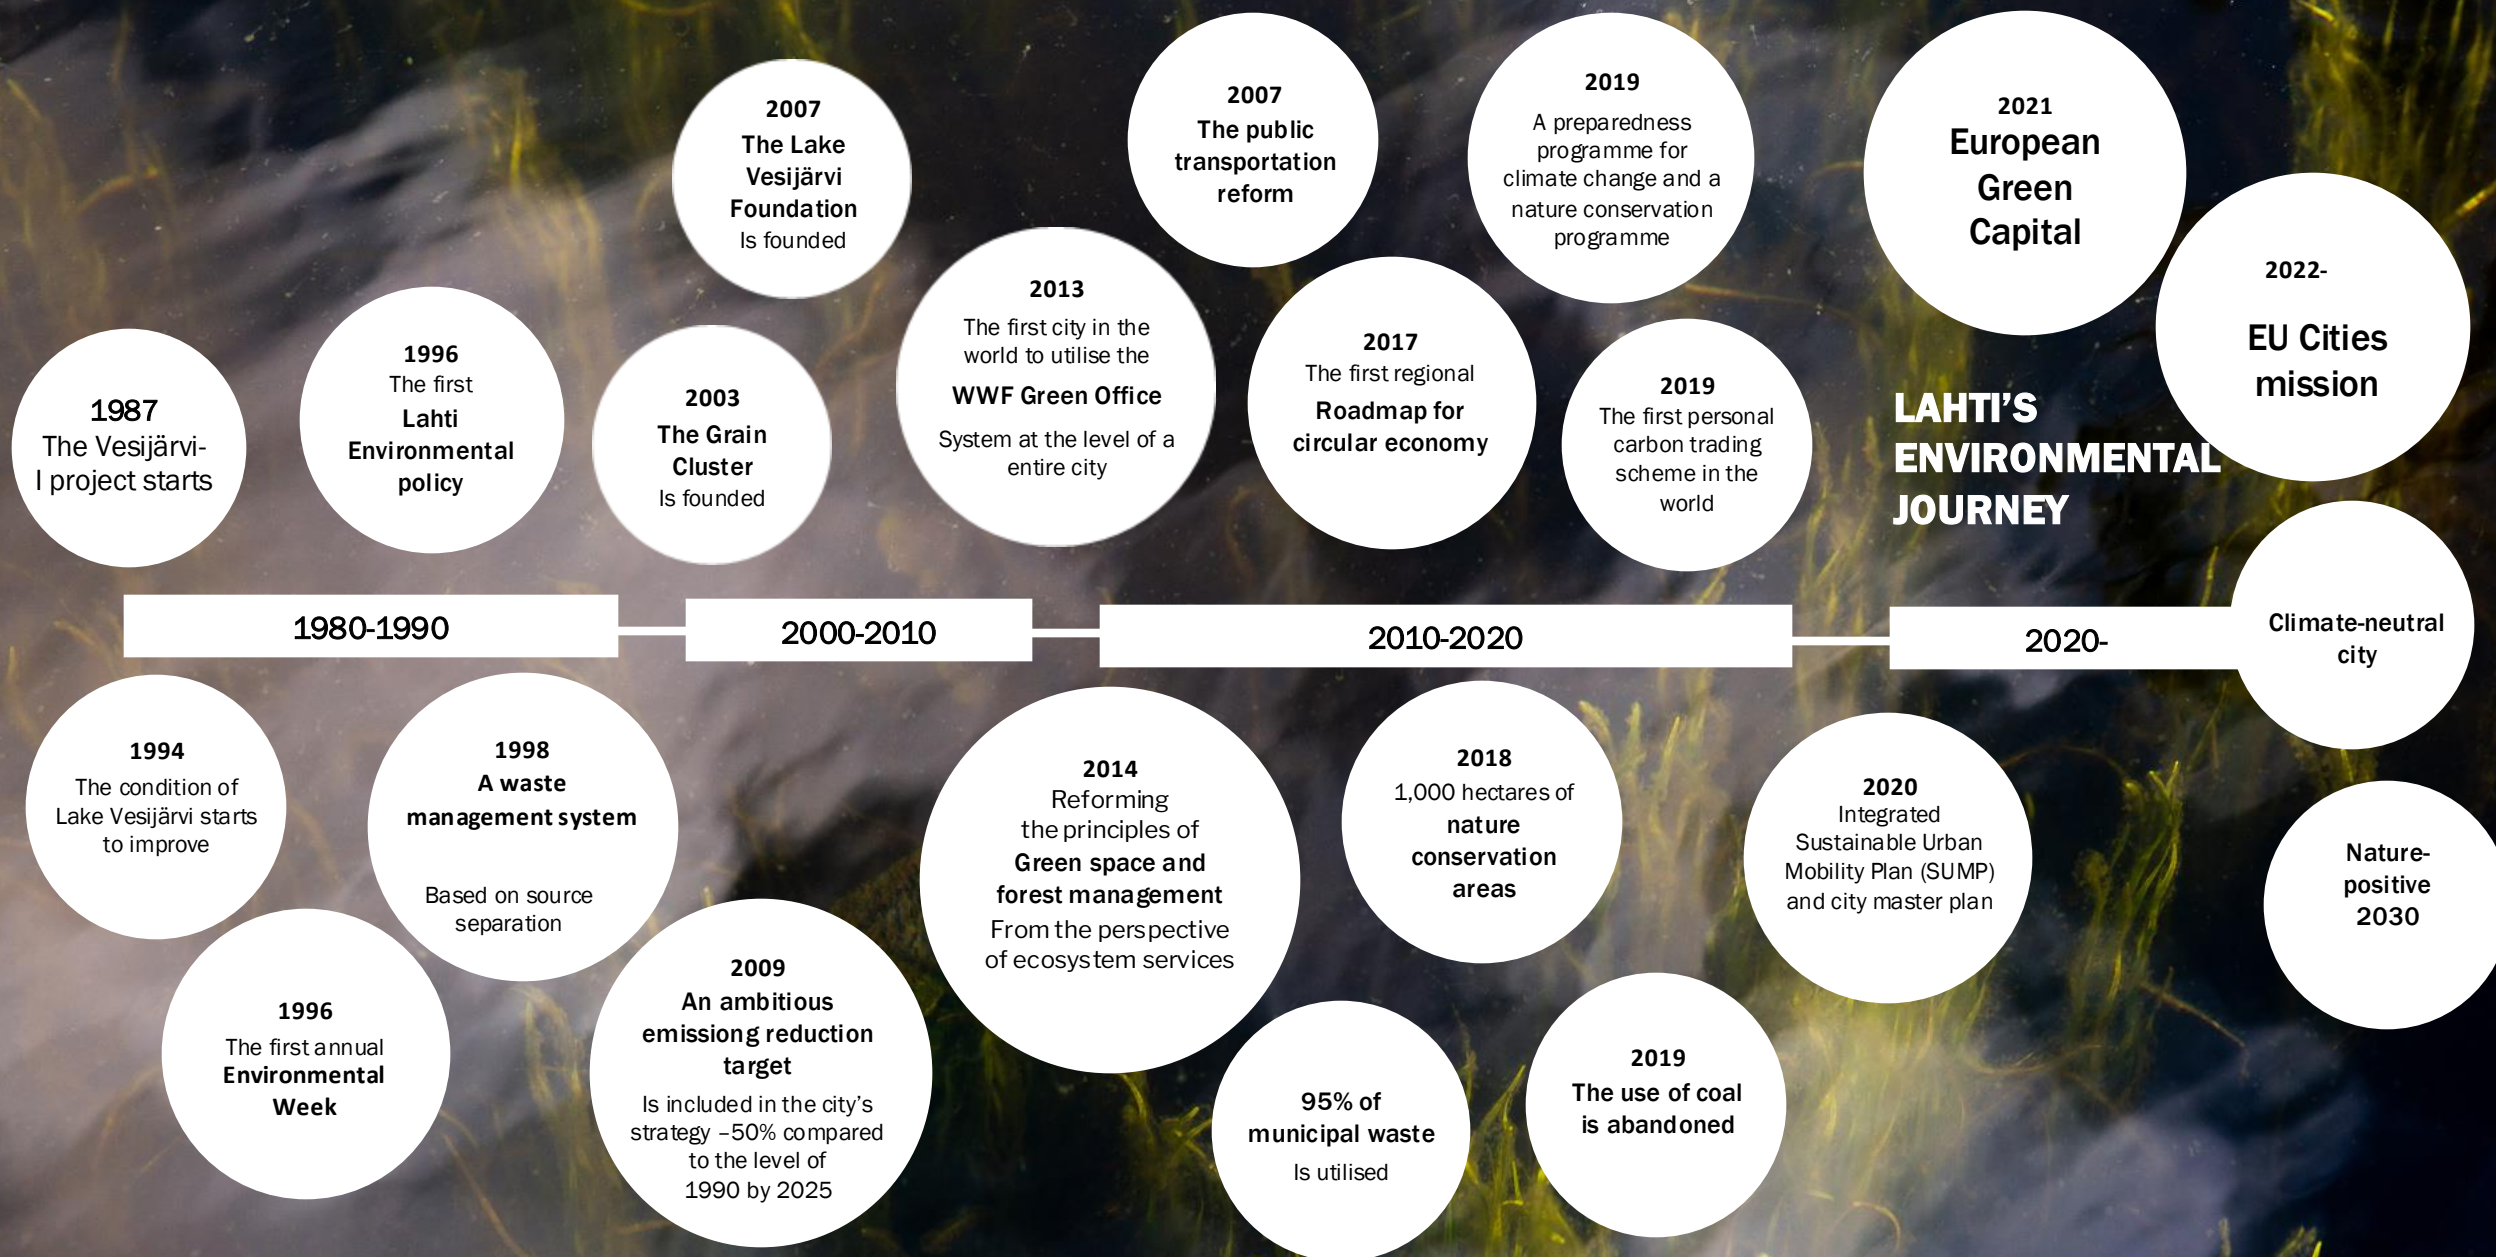 1987
The Vesijärvi-
I project starts
1996
The first
Lahti
Environmental
policy
2007
The Lake
Vesijärvi
Foundation
Is founded
2003
The Grain
Cluster
Is founded
2013
The first city in the
world to utilise the
WWF Green Office
System at the level of a
entire city
2007
The public
transportation
reform
2017
The first regional
Roadmap for
circular economy
2019
A preparedness
programme for
climate change and a
nature conservation
programme
2019
The first personal
carbon trading
scheme in the
world
2021
European
Green
Capital
2022-
EU Cities
mission
LAHTI’S
ENVIRONMENTAL
JOURNEY
1980-1990
2000-2010
2010-2020
2020-
Climate-neutral
city
1994
The condition of
Lake Vesijärvi starts
to improve
1996
The first annual
Environmental
Week
1998
A waste
management system
Based on source
separation
2009
An ambitious
emissiong reduction
target
Is included in the city’s
strategy –50% compared
to the level of
1990 by 2025
2014
Reforming
the principles of
Green space and
forest management
From the perspective
of ecosystem services
95% of
municipal waste
Is utilised
2018
1,000 hectares of
nature
conservation
areas
2019
The use of coal
is abandoned
2020
Integrated
Sustainable Urban
Mobility Plan (SUMP)
and city master plan
Nature-
positive
2030